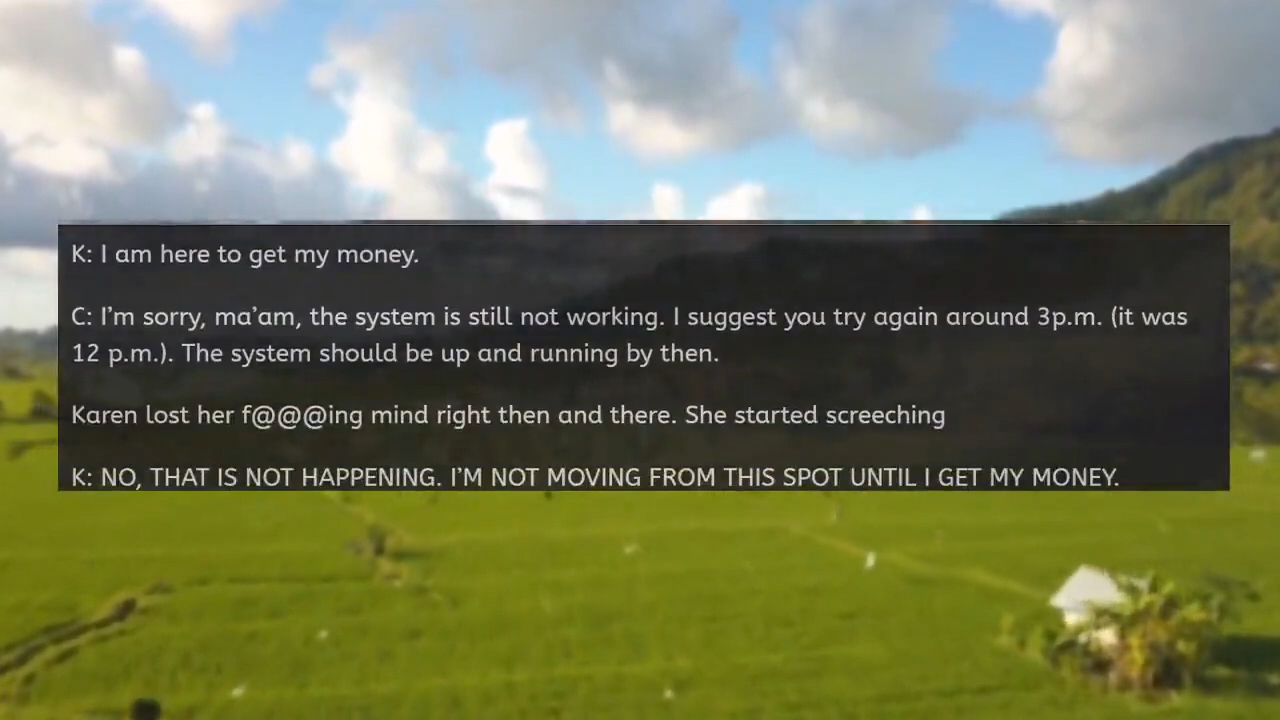 K: I am here to get my money.
C: I’m sorry, ma’am, the system is still not working. I suggest you try again around 3p.m. (it was
12 p.m.). The system should be up and running by then.
Karen lost her f@@@ing mind right then and there. She started screeching
K: NO, THAT IS NOT HAPPENING. I’M NOT MOVING FROM THIS SPOT UNTIL I GET MY MONEY.